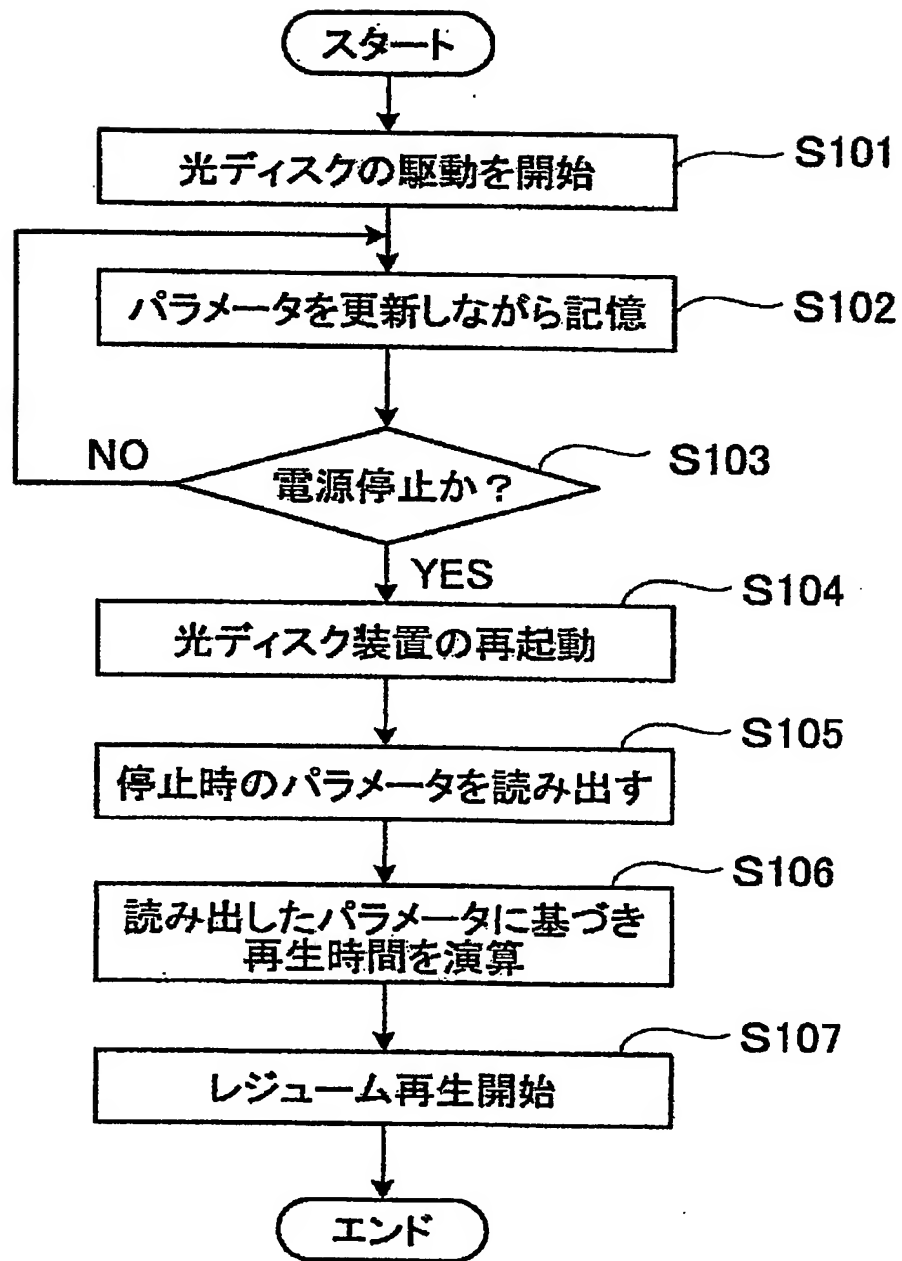 スタート
光ディスクの駆動を開始
S101
パラメータを更新しながら記憶
S102
電源停止か?
S103
NO
YES
光ディスク装置の再起動
S104
停止時のパラメータを読み出す
S105
読み出したパラメータに基づき
再生時間を演算
S106
レジューム再生開始
S107
エンド